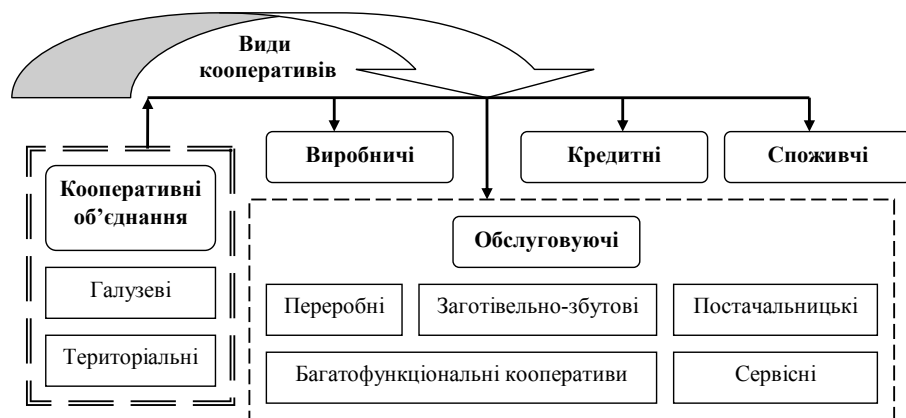 Види
кооперативів
Виробничі
Кредитні
Споживчі
Кооперативні
об’єднання
Галузеві
Територіальні
Обслуговуючі
Переробні
Заготівельно-збутові
Постачальницькі
Багатофункціональні кооперативи
Сервісні